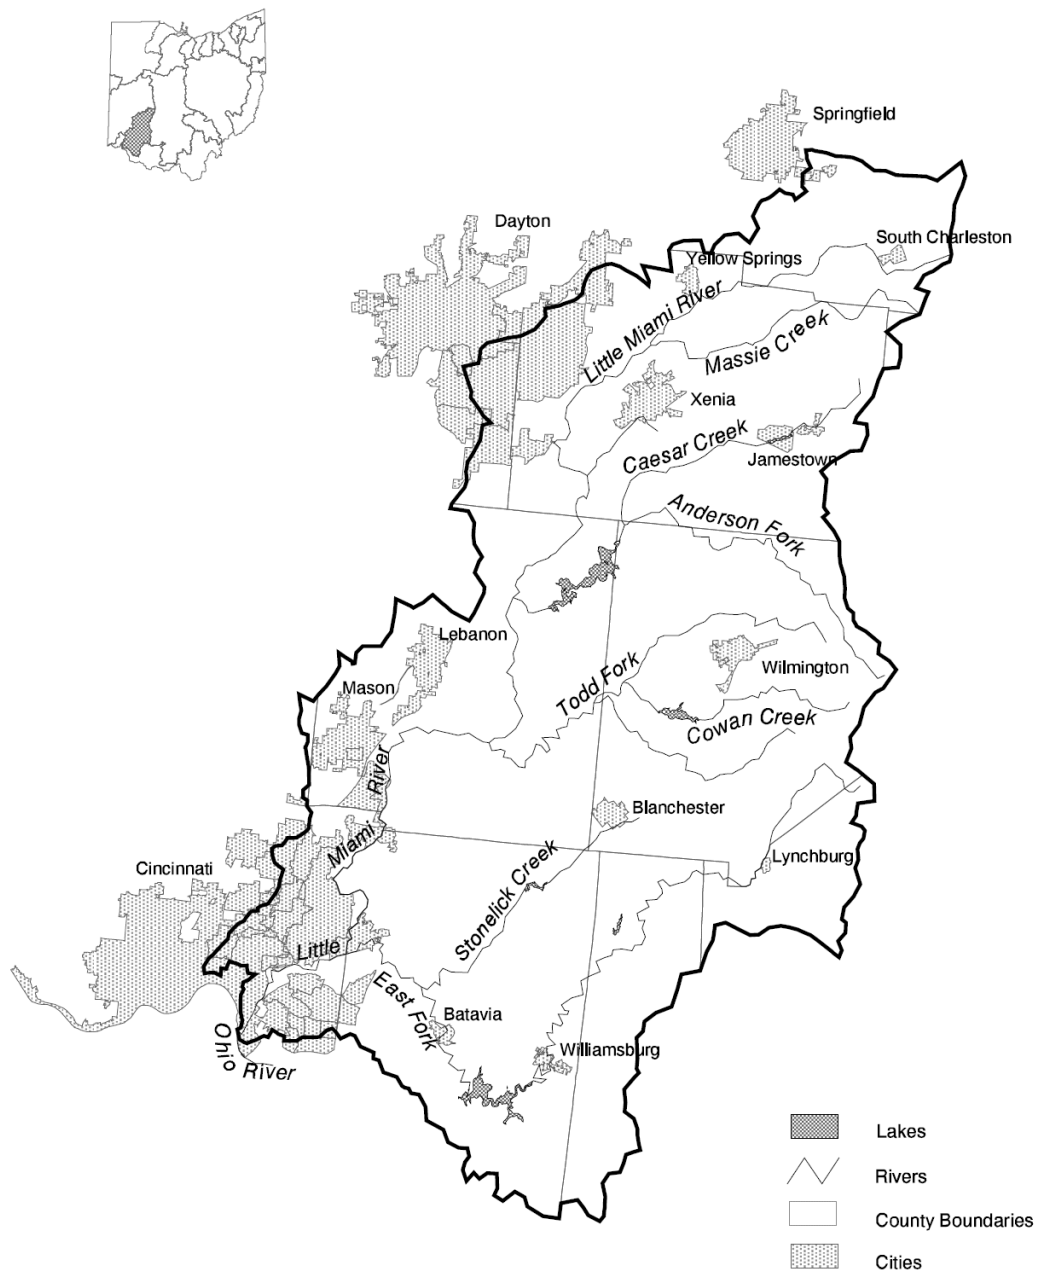 Springfield
Dayton
South Charleston
Yellow Springs
Little Miami River
Massie Creek
Xenia
Caesar Creek
Jamestown
Anderson Fork
Lebanon
Todd Fork
Wilmington
Mason
Cowan Creek
River
Blanchester
Miami
Lynchburg
Cincinnati
Stonelick Creek
Little
East Fork
Batavia
Ohio River
Williamsburg
Lakes
Rivers
County Boundaries
Cities